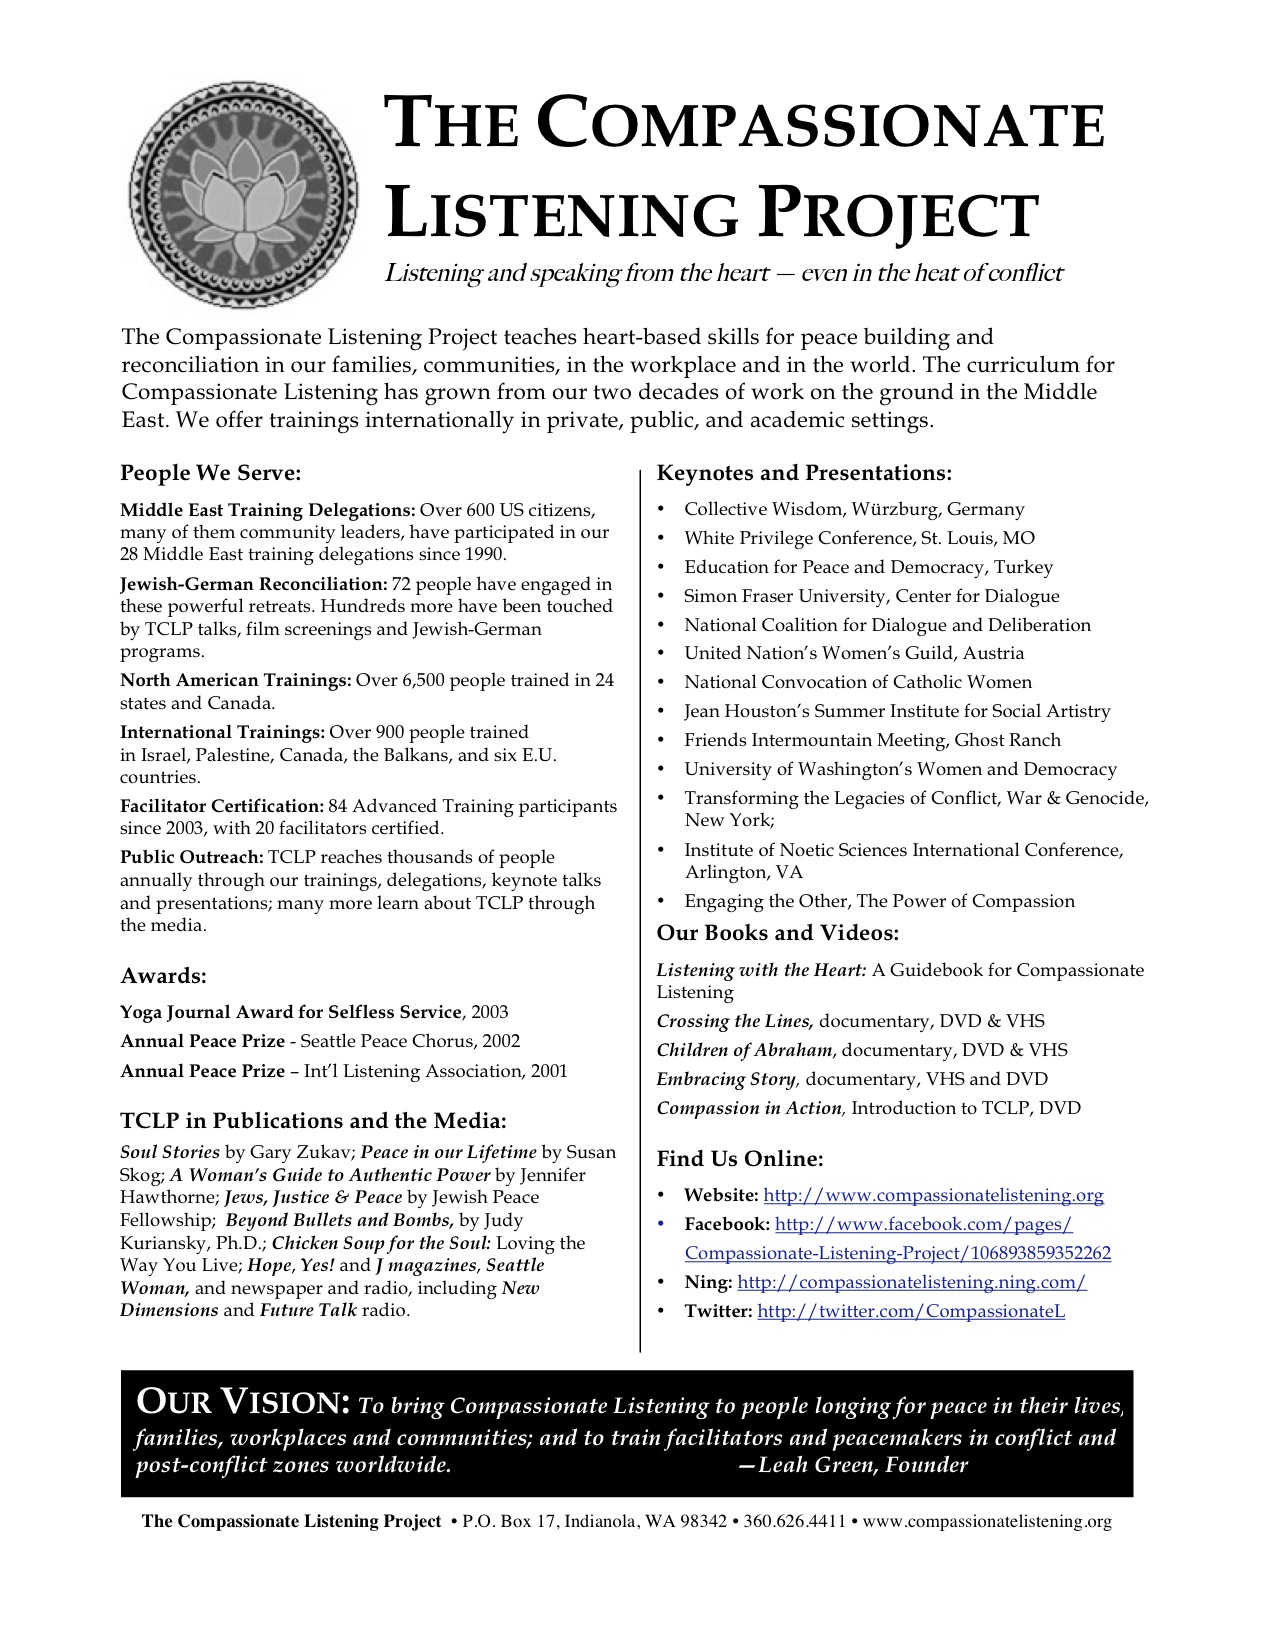 THE COMPASSIONATE
LISTENING PROJECT
Listening and speaking from the heart — even in the heat of conflict
The Compassionate Listening Project teaches heart-based skills for peace building and
reconciliation in our families, communities, in the workplace and in the world. The curriculum for
Compassionate Listening has grown from our two decades of work on the ground in the Middle
East. We offer trainings internationally in private, public, and academic settings.
People We Serve:
Middle East Training Delegations: Over 600 US citizens,
many of them community leaders, have participated in our
28 Middle East training delegations since 1990.
Jewish-German Reconciliation: 72 people have engaged in
these powerful retreats. Hundreds more have been touched
by TCLP talks, film screenings and Jewish-German
programs.
North American Trainings: Over 6,500 people trained in 24
states and Canada.
International Trainings: Over 900 people trained
in Israel, Palestine, Canada, the Balkans, and six E.U.
countries.
Facilitator Certification: 84 Advanced Training participants
since 2003, with 20 facilitators certified.
Public Outreach: TCLP reaches thousands of people
annually through our trainings, delegations, keynote talks
and presentations; many more learn about TCLP through
the media.
Awards:
Yoga Journal Award for Selfless Service, 2003
Annual Peace Prize - Seattle Peace Chorus, 2002
Annual Peace Prize – Int'l Listening Association, 2001
TCLP in Publications and the Media:
Soul Stories by Gary Zukav; Peace in our Lifetime by Susan
Skog; A Woman's Guide to Authentic Power by Jennifer
Hawthorne; Jews, Justice & Peace by Jewish Peace
Fellowship;  Beyond Bullets and Bombs, by Judy
Kuriansky, Ph.D.; Chicken Soup for the Soul: Loving the
Way You Live; Hope, Yes! and J magazines, Seattle
Woman, and newspaper and radio, including New
Dimensions and Future Talk radio.
Keynotes and Presentations:
• Collective Wisdom, Würzburg, Germany
• White Privilege Conference, St. Louis, MO
• Education for Peace and Democracy, Turkey
• Simon Fraser University, Center for Dialogue
• National Coalition for Dialogue and Deliberation
• United Nation's Women's Guild, Austria
• National Convocation of Catholic Women
• Jean Houston's Summer Institute for Social Artistry
• Friends Intermountain Meeting, Ghost Ranch
• University of Washington's Women and Democracy
• Transforming the Legacies of Conflict, War & Genocide,
New York;
• Institute of Noetic Sciences International Conference,
Arlington, VA
• Engaging the Other, The Power of Compassion
Our Books and Videos:
Listening with the Heart: A Guidebook for Compassionate
Listening
Crossing the Lines, documentary, DVD & VHS
Children of Abraham, documentary, DVD & VHS
Embracing Story, documentary, VHS and DVD
Compassion in Action, Introduction to TCLP, DVD
Find Us Online:
• Website: http://www.compassionatelistening.org
• Facebook: http://www.facebook.com/pages/
Compassionate-Listening-Project/106893859352262
• Ning: http://compassionatelistening.ning.com/
• Twitter: http://twitter.com/CompassionateL
OUR VISION: To bring Compassionate Listening to people longing for peace in their lives,
families, workplaces and communities; and to train facilitators and peacemakers in conflict and
post-conflict zones worldwide. —Leah Green, Founder
The Compassionate Listening Project • P.O. Box 17, Indianola, WA 98342 • 360.626.4411 • www.compassionatelistening.org